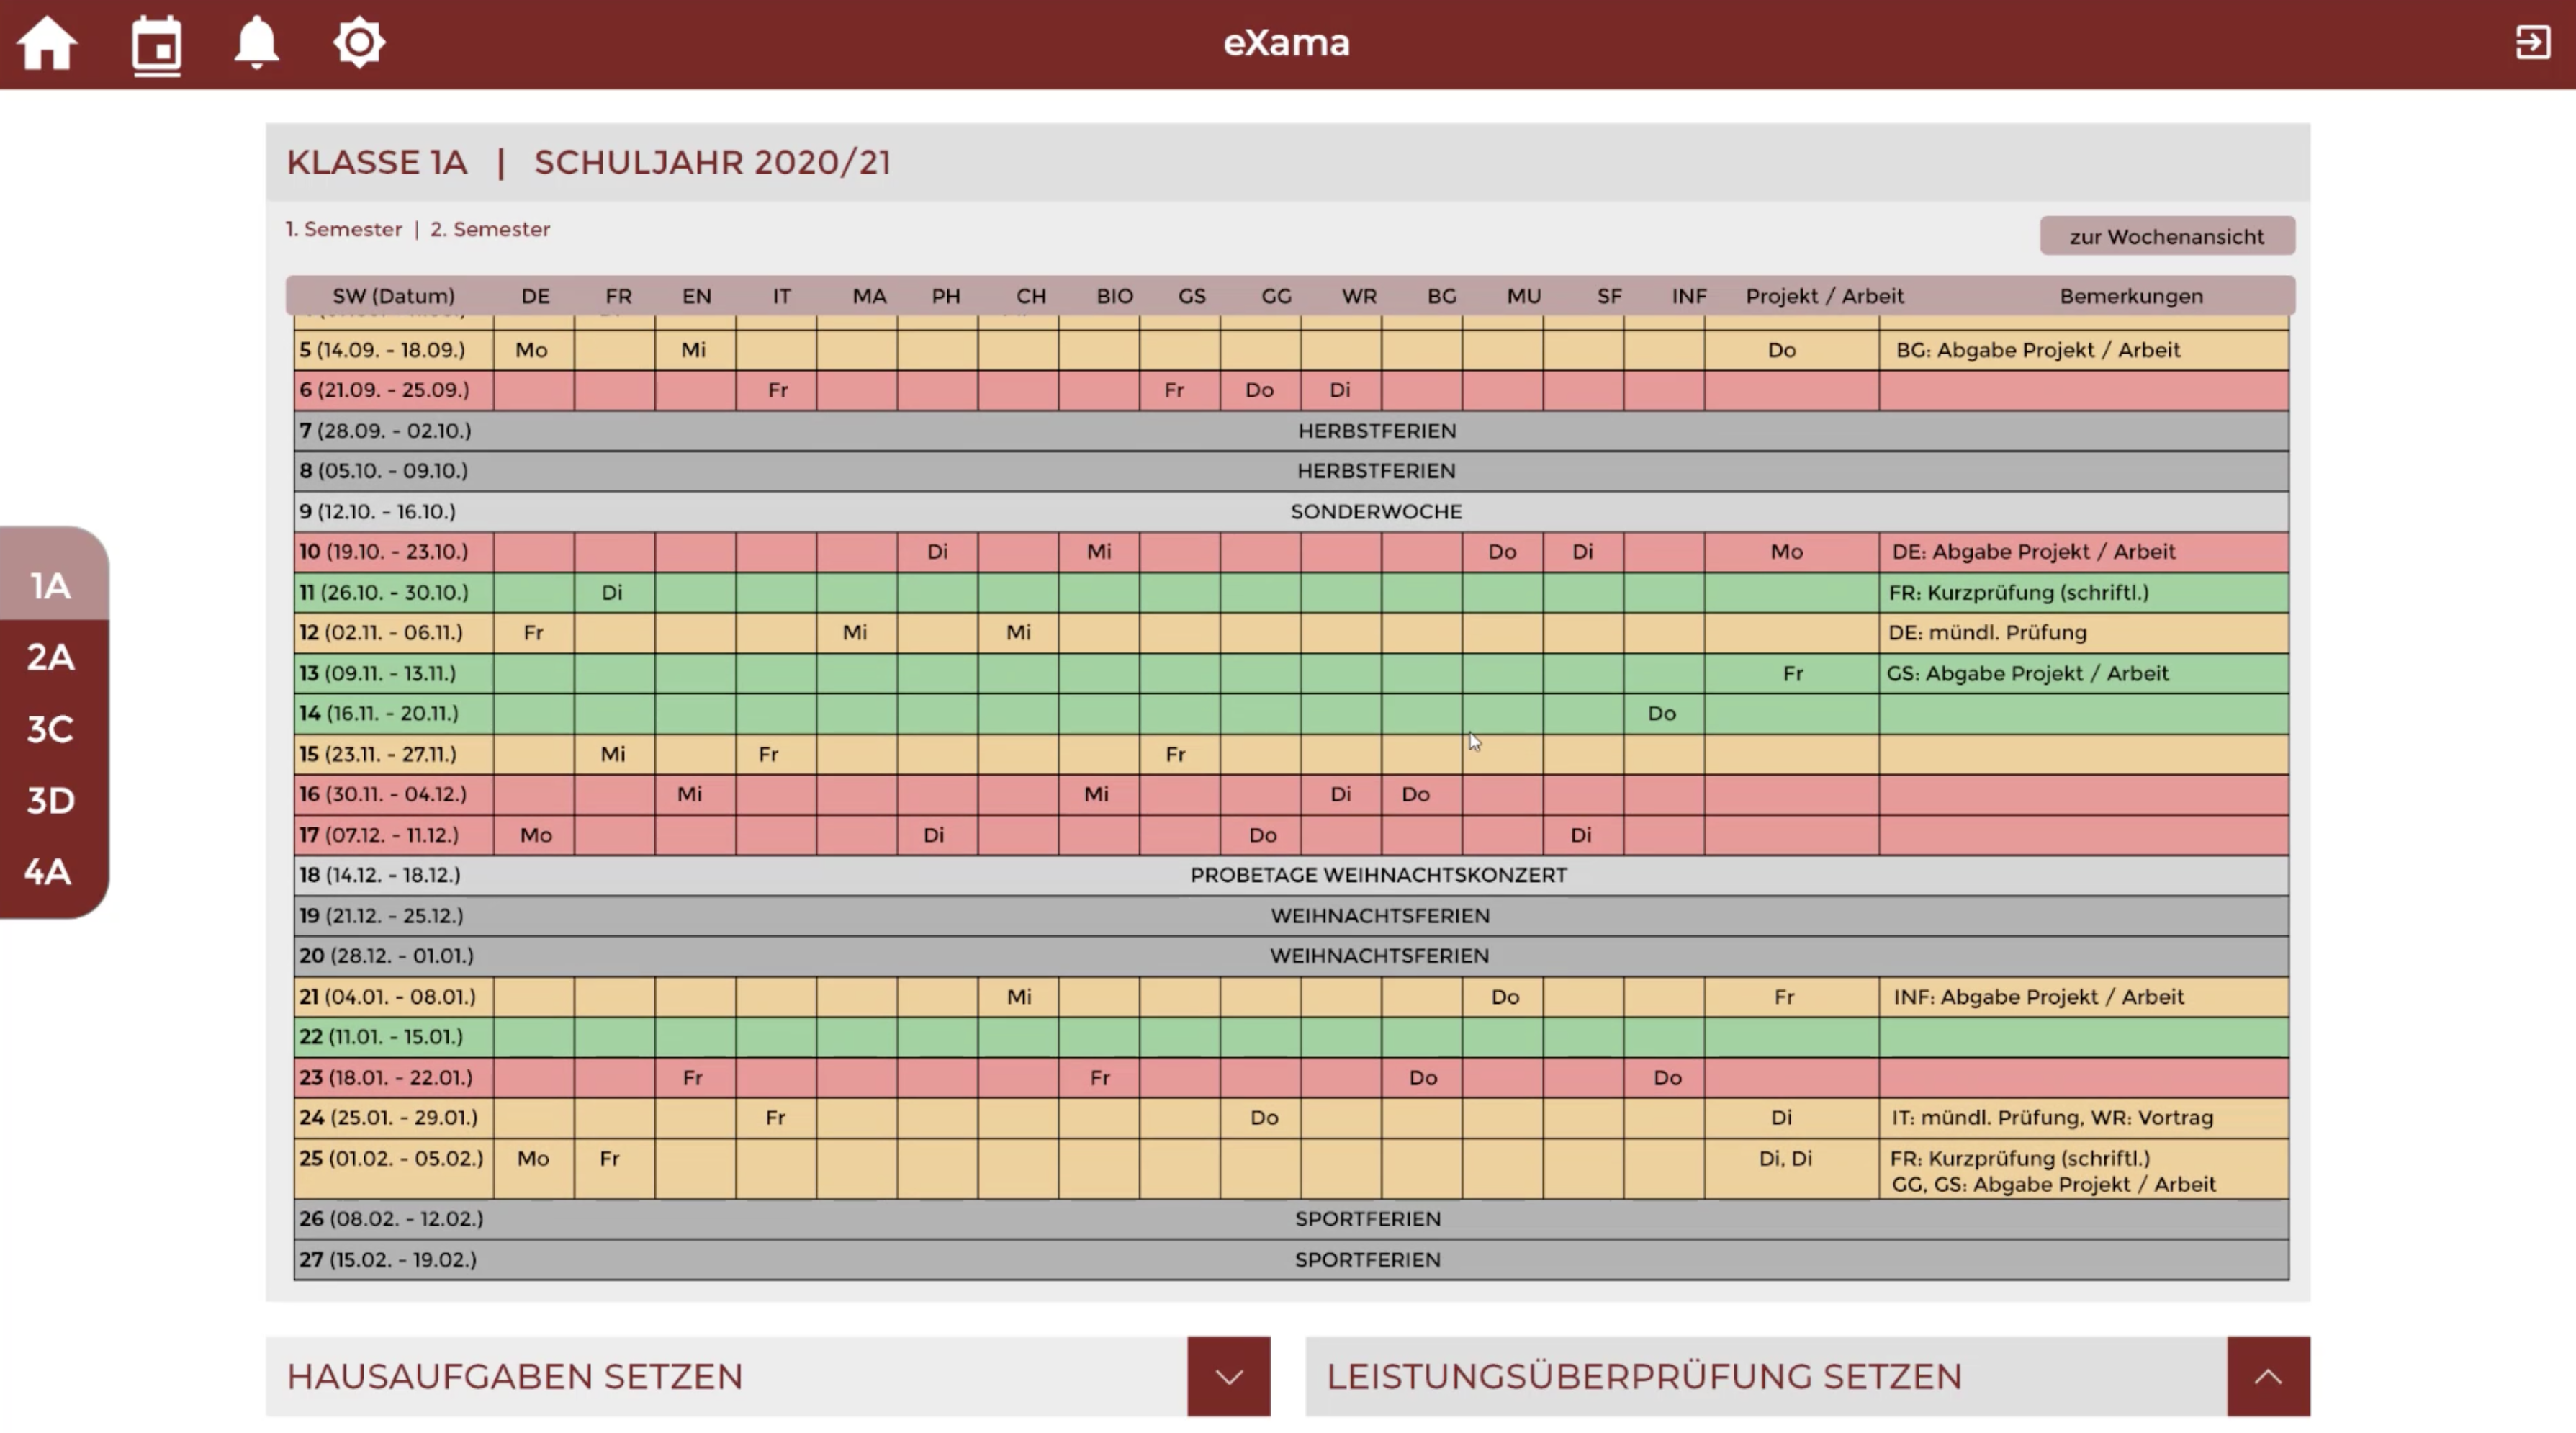 eXama
KLASSE 1A | SCHULJAHR 2020/21
1. Semester | 2. Semester
zur Wochenansicht
SW (Datum) DE FR EN IT MA PH CH BIO GS GG WR BG MU SF INF Projekt / Arbeit Bemerkungen
5 (14.09. - 18.09.) Mo Mi Do BG: Abgabe Projekt / Arbeit
6 (21.09. - 25.09.) Fr Fr Do Di
7 (28.09. - 02.10.) HERBSTFERIEN
8 (05.10. - 09.10.) HERBSTFERIEN
9 (12.10. - 16.10.) SONDERWOCHE
10 (19.10. - 23.10.) Di Mi Do Di Mo DE: Abgabe Projekt / Arbeit
11 (26.10. - 30.10.) Di FR: Kurzprüfung (schriftl.)
12 (02.11. - 06.11.) Fr Mi Mi DE: mündl. Prüfung
13 (09.11. - 13.11.) Fr GS: Abgabe Projekt / Arbeit
14 (16.11. - 20.11.) Do
15 (23.11. - 27.11.) Mi Fr Fr
16 (30.11. - 04.12.) Mi Mi Di Do
17 (07.12. - 11.12.) Mo Di Do Di
18 (14.12. - 18.12.) PROBETAGE WEIHNACHTSKONZERT
19 (21.12. - 25.12.) WEIHNACHTSFERIEN
20 (28.12. - 01.01.) WEIHNACHTSFERIEN
21 (04.01. - 08.01.) Mi Do Fr INF: Abgabe Projekt / Arbeit
22 (11.01. - 15.01.)
23 (18.01. - 22.01.) Fr Fr Do Do
24 (25.01. - 29.01.) Fr Do Di IT: mündl. Prüfung, WR: Vortrag
25 (01.02. - 05.02.) Mo Fr Di, Di FR: Kurzprüfung (schriftl.)
GG, GS: Abgabe Projekt / Arbeit
26 (08.02. - 12.02.) SPORTFERIEN
27 (15.02. - 19.02.) SPORTFERIEN
1A
2A
3C
3D
4A
HAUSAUFGABEN SETZEN
LEISTUNGSÜBERPRÜFUNG SETZEN